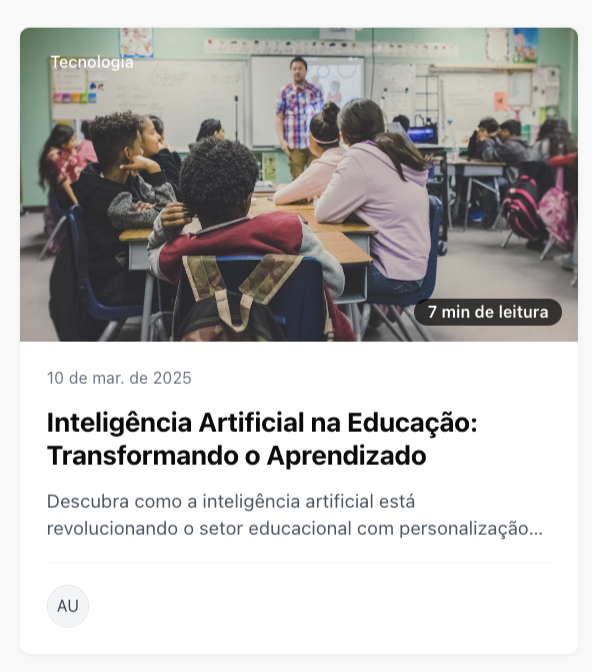 Tecnologia
7 min de leitura
10 de mar. de 2025
Inteligência Artificial na Educação:
Transformando o Aprendizado
Descubra como a inteligência artificial está
revolucionando o setor educacional com personalização...
AU